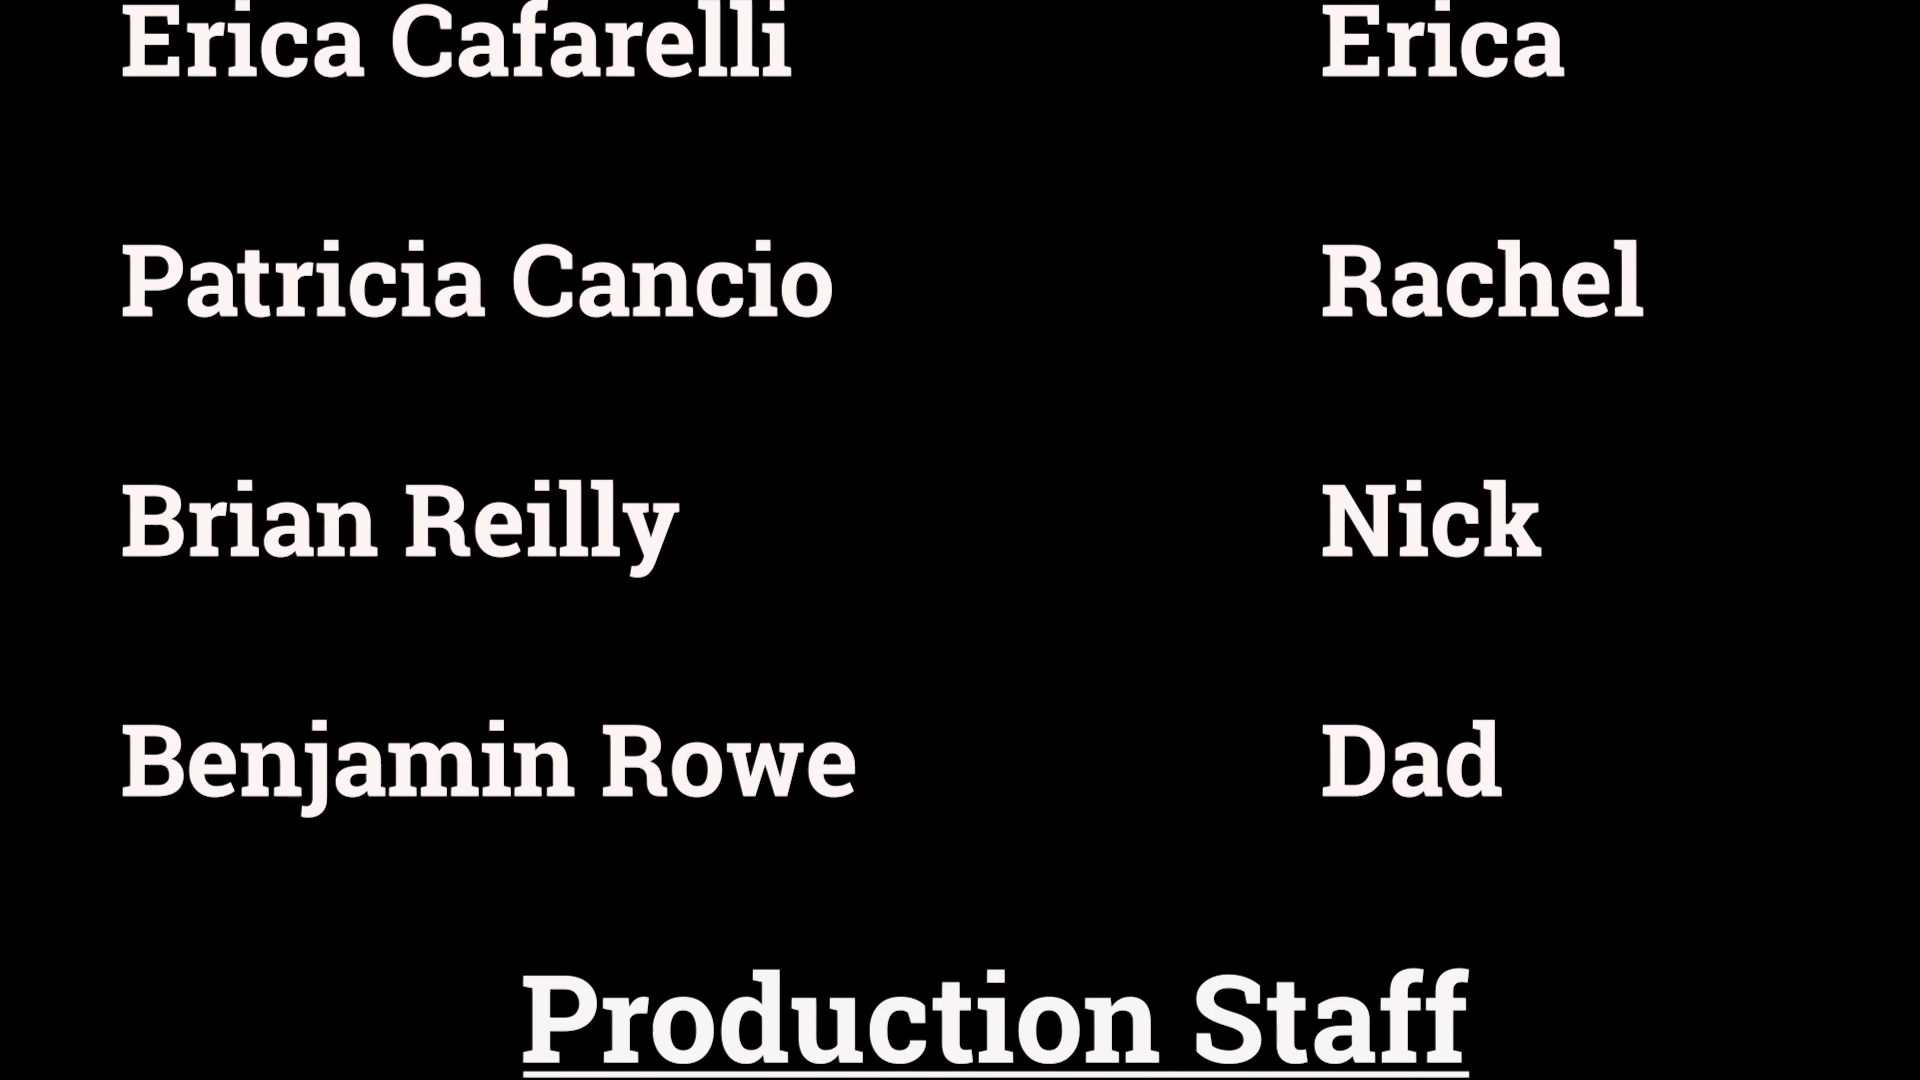 Erica Cafarelli Erica
Patricia Cancio Rachel
Brian Reilly Nick
Benjamin Rowe Dad
Production Staff